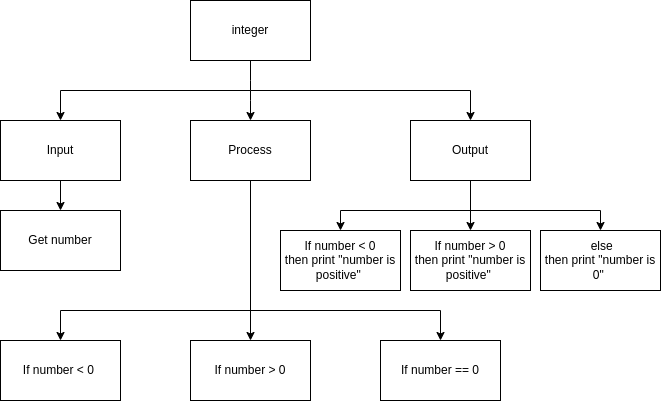 integer
Input
Process
Output
Get number
If number < 0
then print "number is
positive"
If number > 0
then print "number is
positive"
else
then print "number is
0"
If number < 0
If number > 0
If number == 0